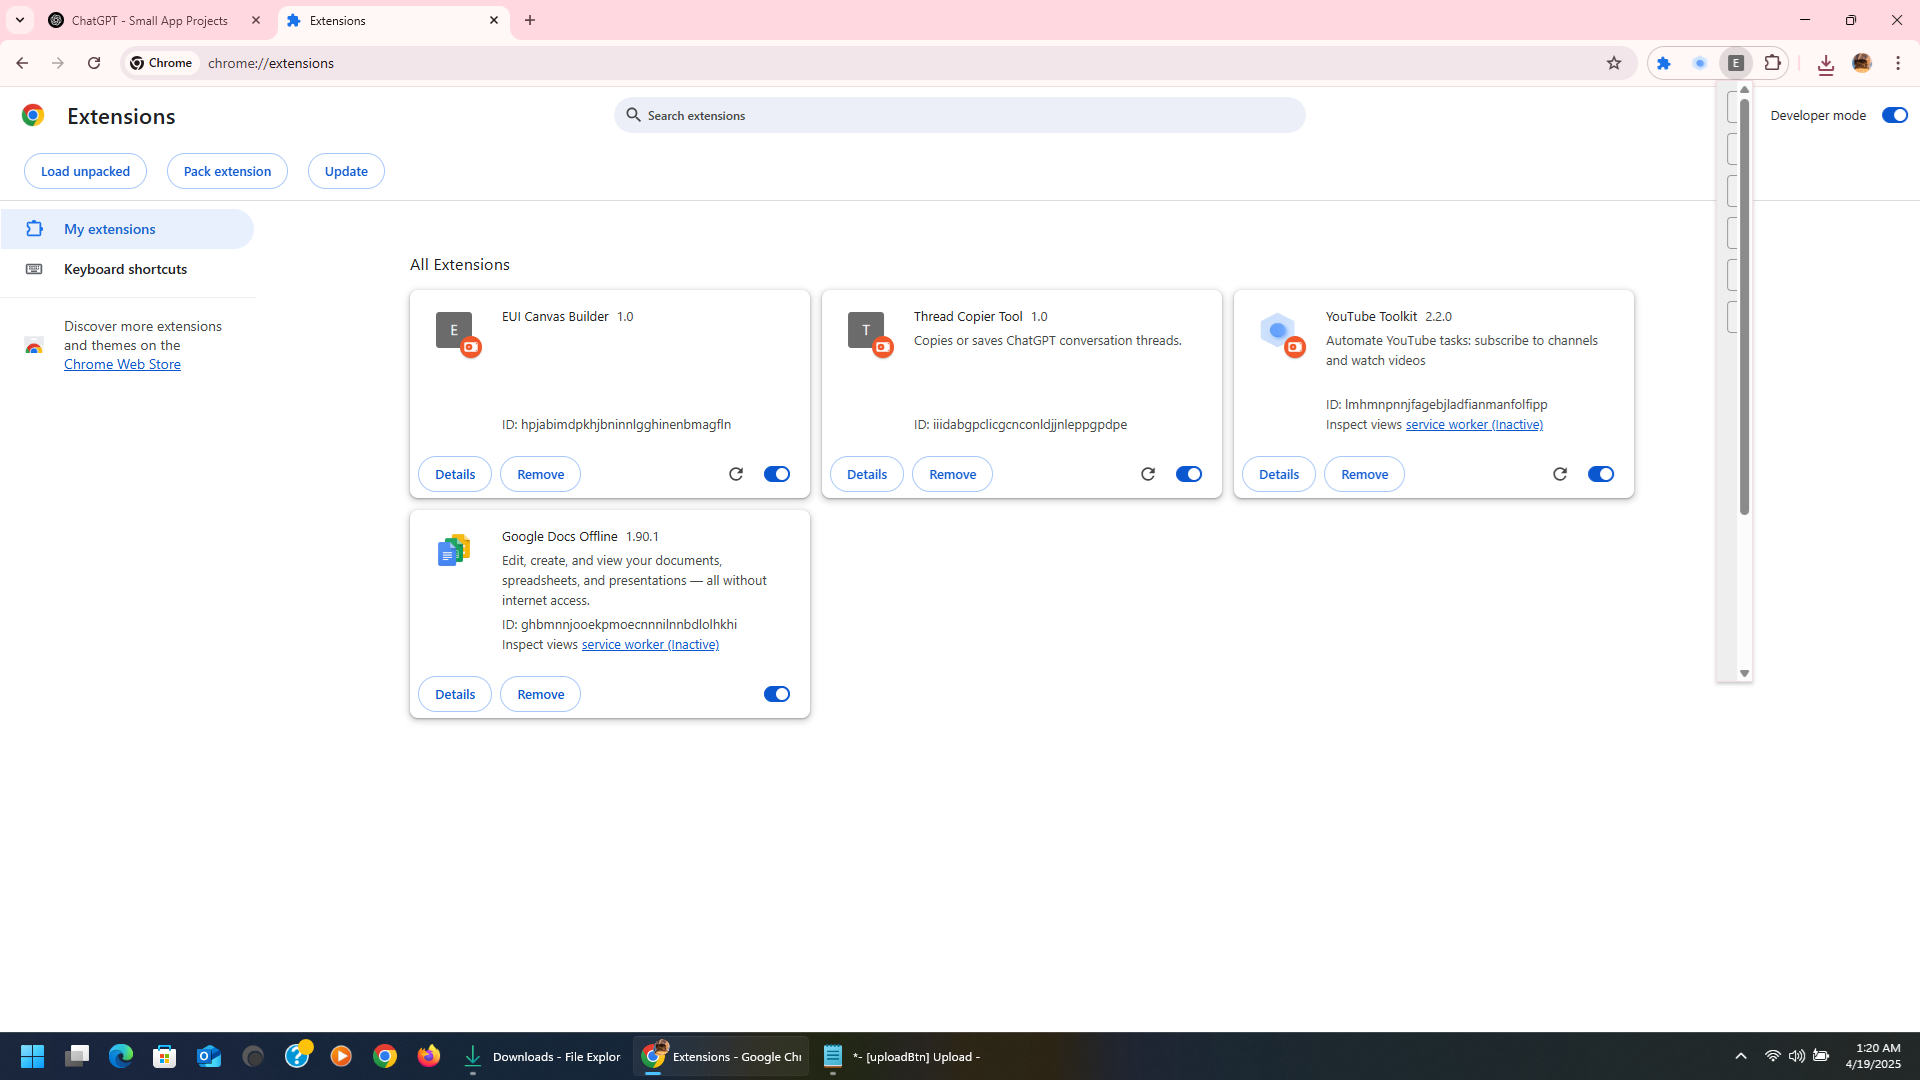 ChatGPT - Small App Projects
Extensions
Chrome
chrome://extensions
E
Extensions
Search extensions
Developer mode
Load unpacked
Pack extension
Update
My extensions
Keyboard shortcuts
Discover more extensions
and themes on the
Chrome Web Store
All Extensions
E
EUI Canvas Builder 1.0
ID: hpjabimdpkhjbninnlgghinenbmagfln
Details
Remove
T
Thread Copier Tool 1.0
Copies or saves ChatGPT conversation threads.
ID: iiidabgpclicgcnconldjjnleppgpdpe
Details
Remove
YouTube Toolkit 2.2.0
Automate YouTube tasks: subscribe to channels
and watch videos
ID: lmhmnpnnjfagebjladfianmanfolfipp
Inspect views service worker (Inactive)
Details
Remove
Google Docs Offline 1.90.1
Edit, create, and view your documents,
spreadsheets, and presentations — all without
internet access.
ID: ghbmnnjooekpmoecnnnilnnbdlolhkhi
Inspect views service worker (Inactive)
Details
Remove
Downloads - File Explor
Extensions - Google Chr
*- [uploadBtn] Upload -
1:20 AM
4/19/2025